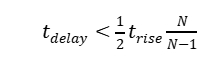 t_delay < 1/2 t_rise N/N−1